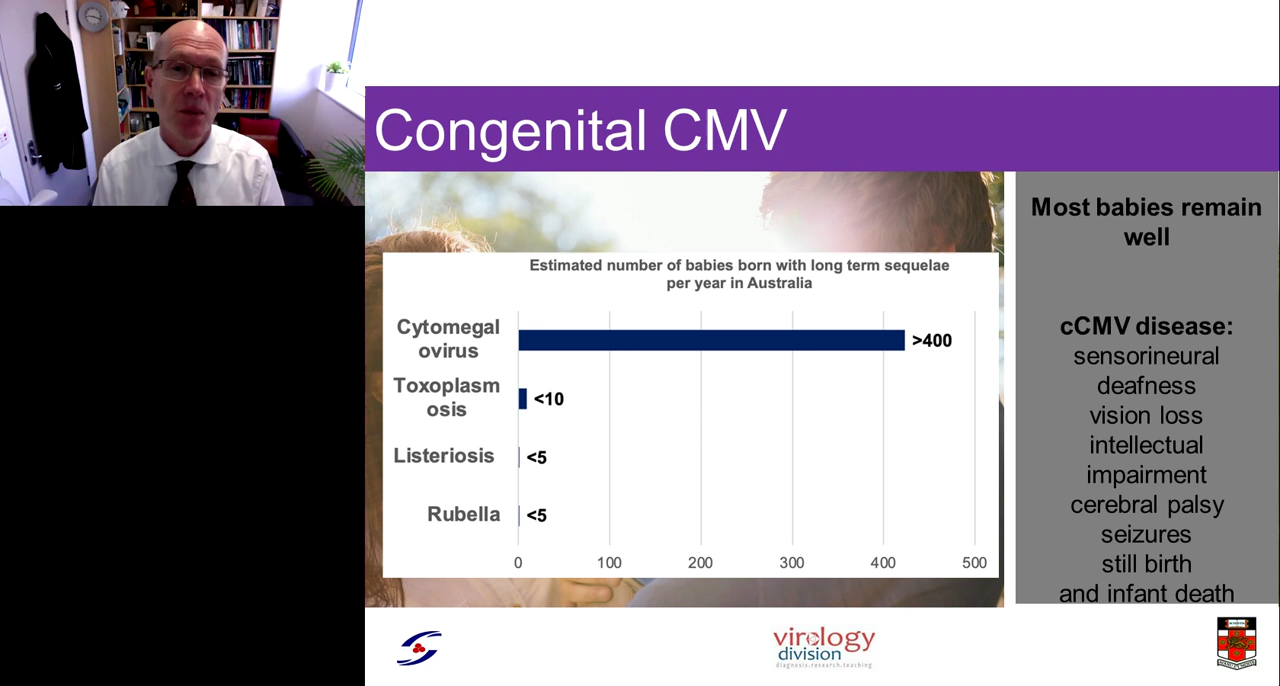 Congenital CMV
Estimated number of babies born with long term sequelae
per year in Australia
Cytomegal
ovirus
>400
Toxoplasm
osis
<10
Listeriosis
<5
Rubella
<5
0 100 200 300 400 500
Most babies remain
well
cCMV disease:
sensorineural
deafness
vision loss
intellectual
impairment
cerebral palsy
seizures
still birth
and infant death
virology
division
diagnosis.research.teaching